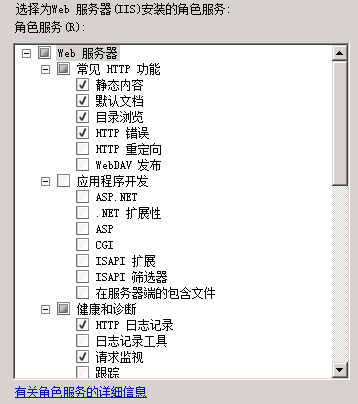 选择为Web 服务器(IIS)安装的角色服务:
角色服务(R):
Web 服务器
常见 HTTP 功能
静态内容
默认文档
目录浏览
HTTP 错误
HTTP 重定向
WebDAV 发布
应用程序开发
ASP.NET
.NET 扩展性
ASP
CGI
ISAPI 扩展
ISAPI 筛选器
在服务器端的包含文件
健康和诊断
HTTP 日志记录
日志记录工具
请求监视
跟踪
有关角色服务的详细信息